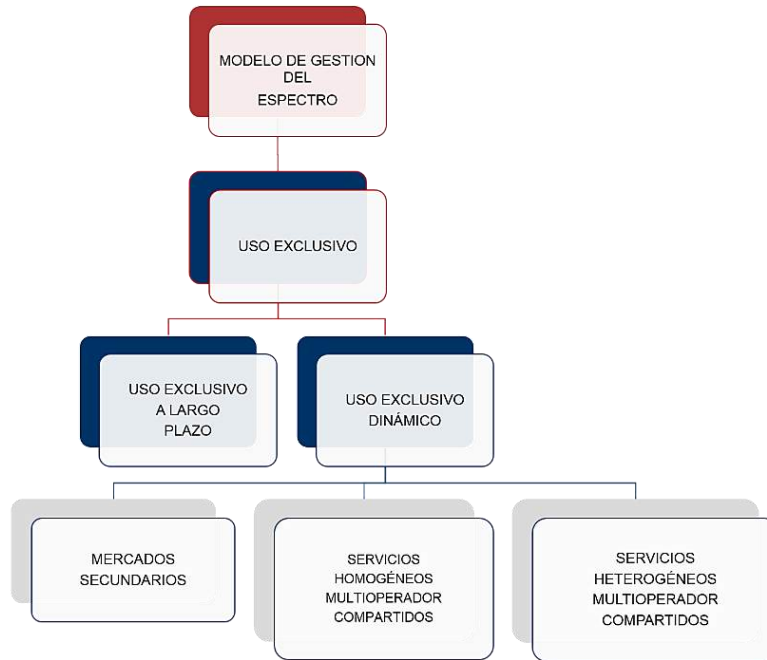 MODELO DE GESTION
DEL
ESPECTRO
USO EXCLUSIVO
USO EXCLUSIVO
A LARGO
PLAZO
USO EXCLUSIVO
DINÁMICO
MERCADOS
SECUNDARIOS
SERVICIOS
HOMOGÉNEOS
MULTIOPERADOR
COMPARTIDOS
SERVICIOS
HETEROGÉNEOS
MULTIOPERADOR
COMPARTIDOS